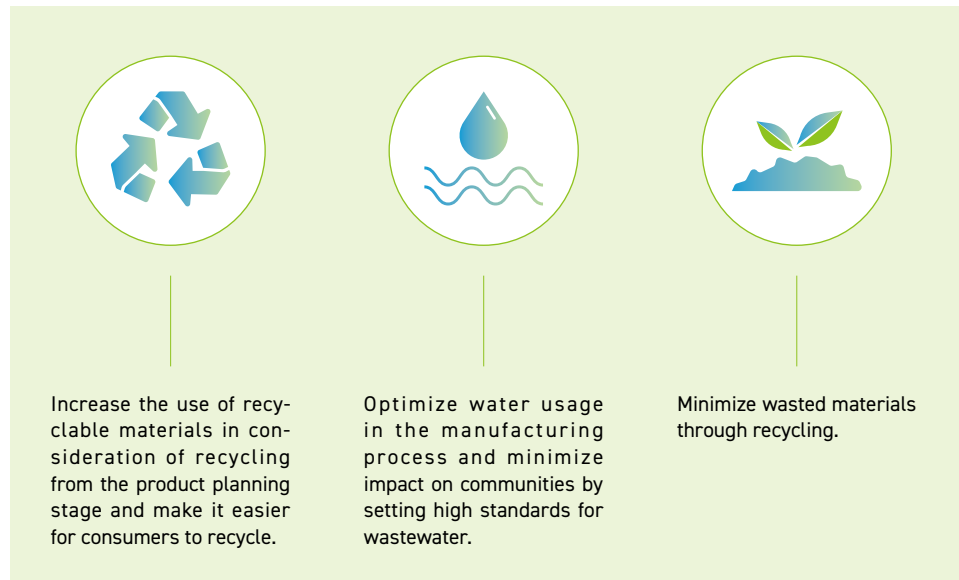 Increase the use of recy-
clable materials in con-
sideration of recycling
from the product planning
stage and make it easier
for consumers to recycle.
Optimize water usage
in the manufacturing
process and minimize
impact on communities by
setting high standards for
wastewater.
Minimize wasted materials
through recycling.